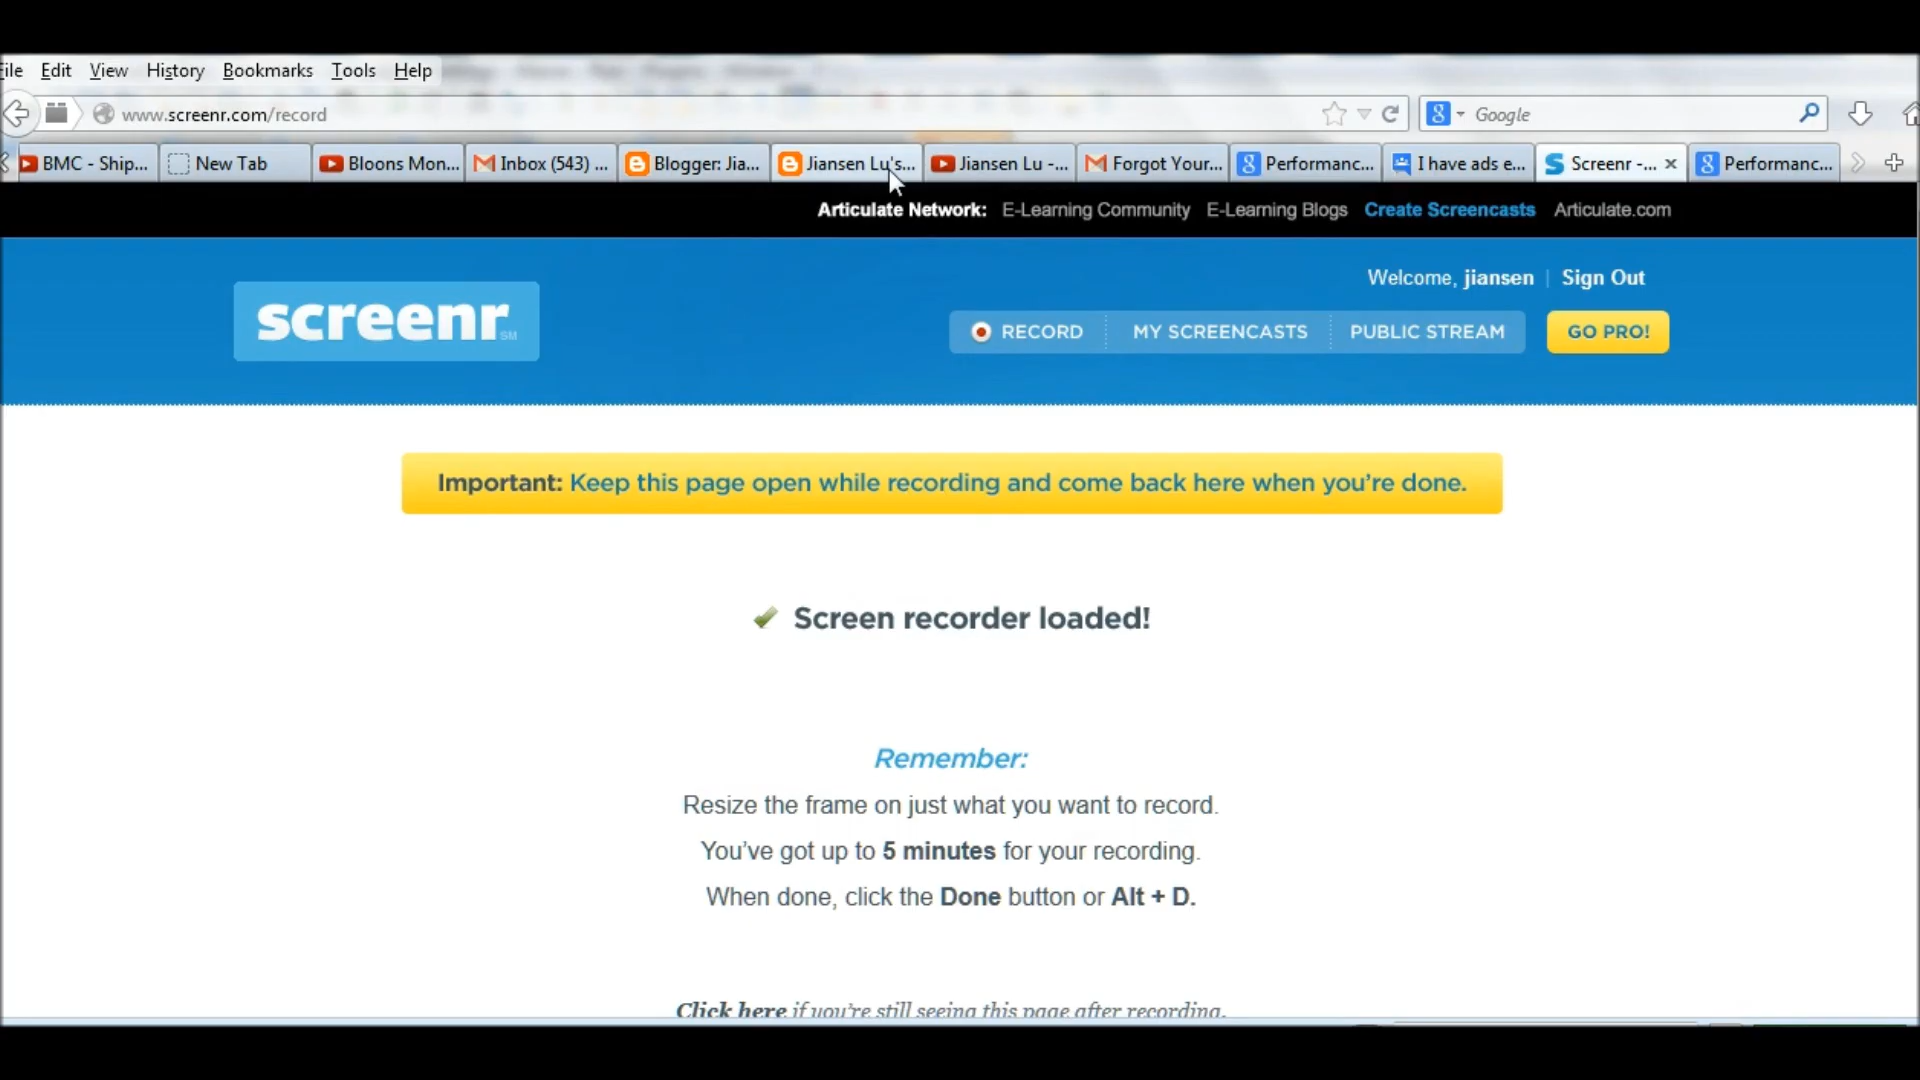 File Edit View History Bookmarks Tools Help
www.screenr.com/record
Google
BMC - Ship... New Tab Bloons Mon... Inbox (543) ... Blogger: Jia... Jiansen Lu's... Jiansen Lu -... Forgot Your... Performanc... I have ads e... Screenr -... Performanc...
Articulate Network: E-Learning Community E-Learning Blogs Create Screencasts Articulate.com
Welcome, jiansen | Sign Out
screenr SM
RECORD MY SCREENCASTS PUBLIC STREAM GO PRO!
Important: Keep this page open while recording and come back here when you're done.
Screen recorder loaded!
Remember:
Resize the frame on just what you want to record.
You've got up to 5 minutes for your recording.
When done, click the Done button or Alt + D.
Click here if you're still seeing this page after recording.